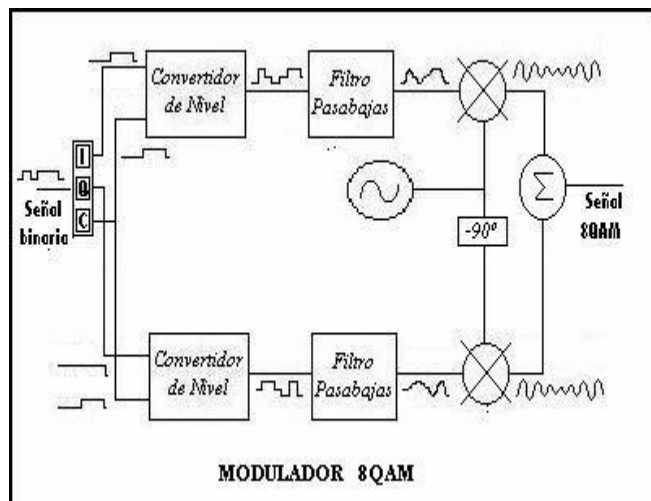 Convertidor
de Nivel
Filtro
Pasabajas
I
Q
C
Señal
binaria
Σ
Señal
8QAM
-90º
Convertidor
de Nivel
Filtro
Pasabajas
MODULADOR 8QAM